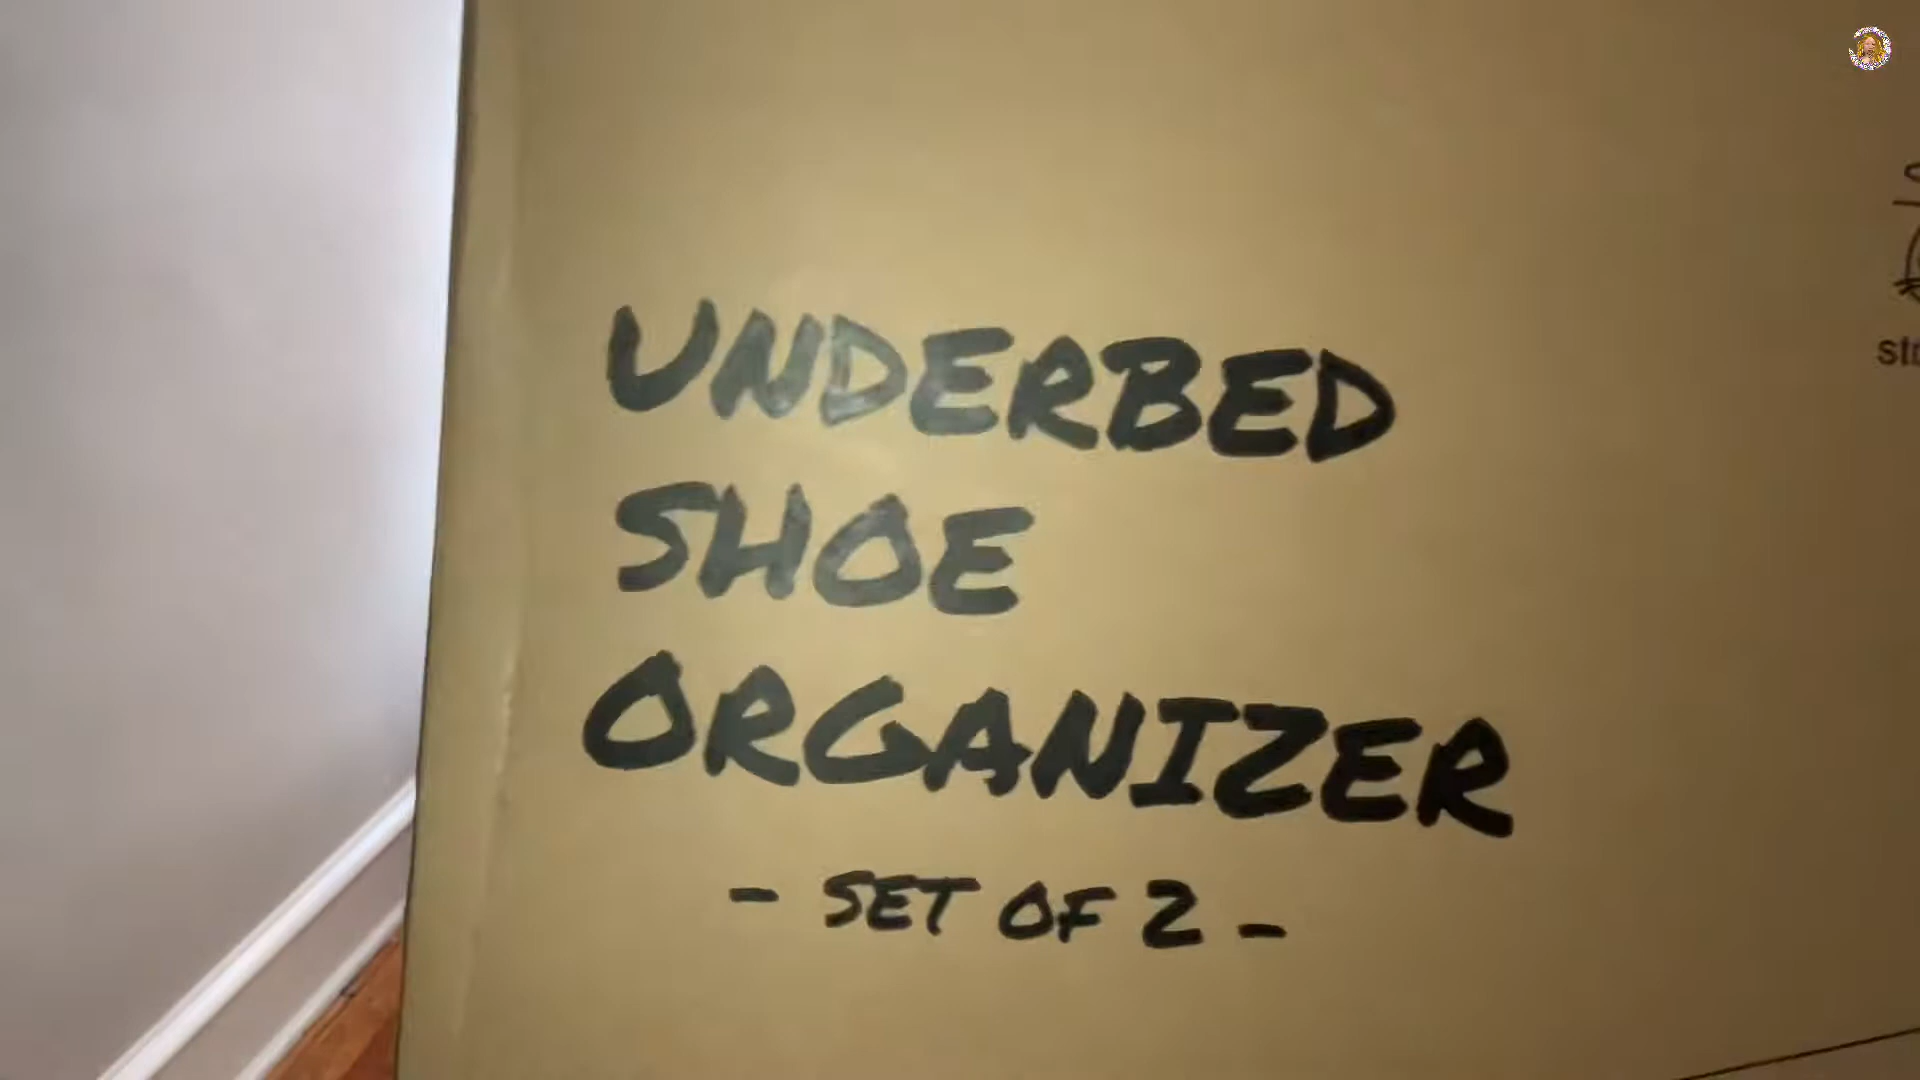 UNDERBED
SHOE
ORGANIZER
- SET OF 2 -